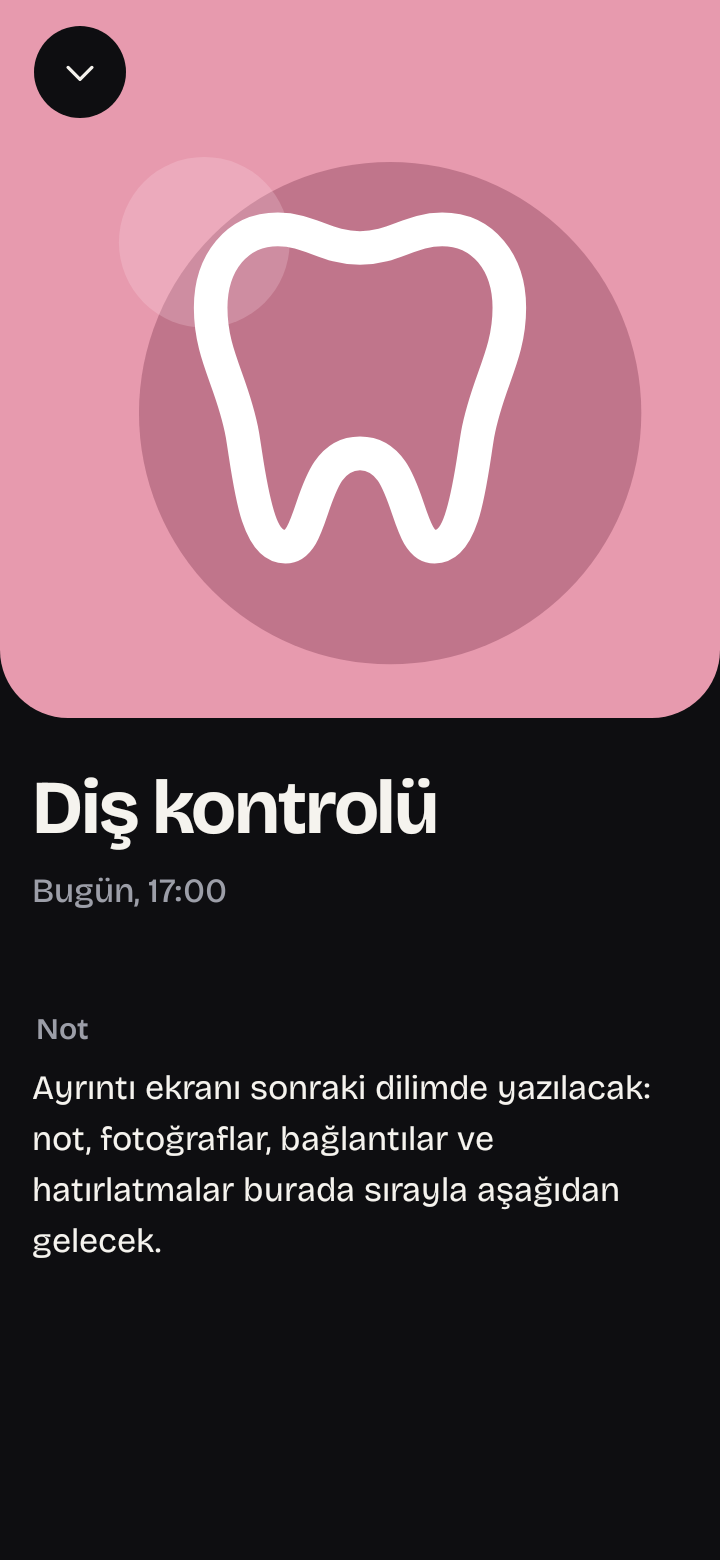 Diş kontrolü
Bugün, 17:00
Not
Ayrıntı ekranı sonraki dilimde yazılacak:
not, fotoğraflar, bağlantılar ve
hatırlatmalar burada sırayla aşağıdan
gelecek.